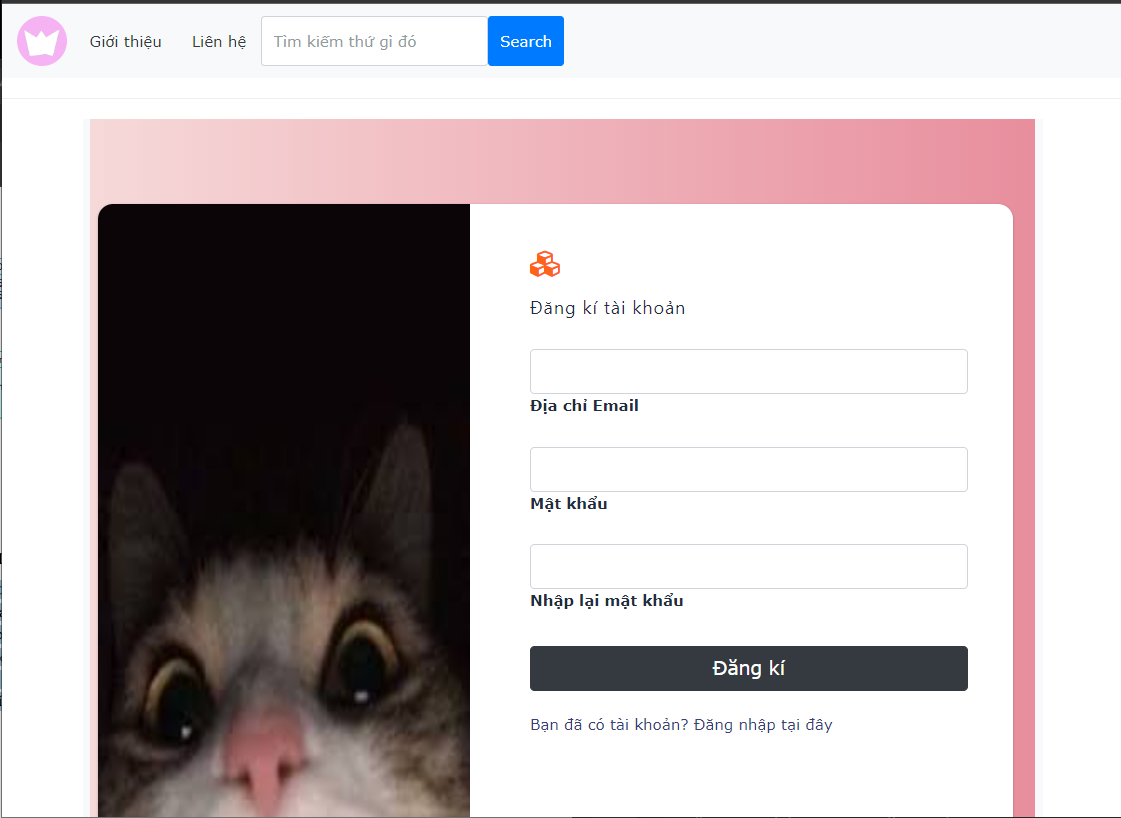 Giới thiệu
Liên hệ
Tìm kiếm thứ gì đó
Search
Đăng kí tài khoản
Địa chỉ Email
Mật khẩu
Nhập lại mật khẩu
Đăng kí
Bạn đã có tài khoản? Đăng nhập tại đây